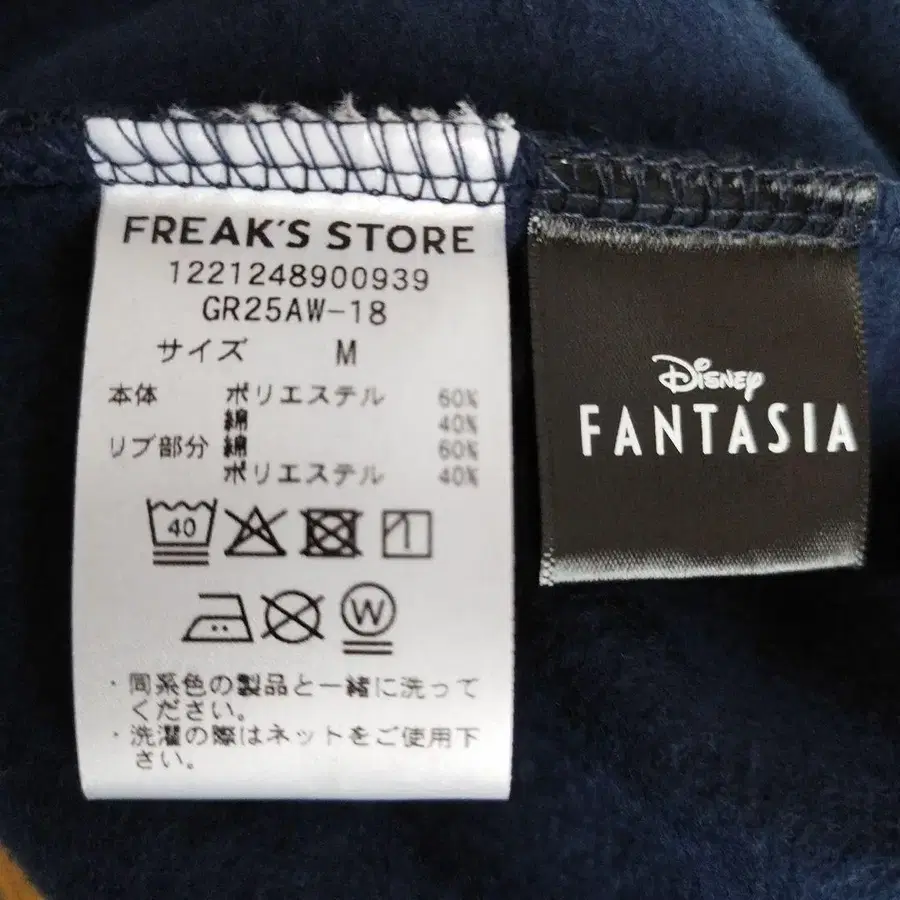 FREAK'S STORE
1221248900939
GR25AW-18
サイズ M
本体 ポリエステル 60%
綿 40%
リブ部分 綿 60%
ポリエステル 40%
40
W
・同系色の製品と一緒に洗って
ください。
・洗濯の際はネットをご使用下
さい。
Disney
FANTASIA